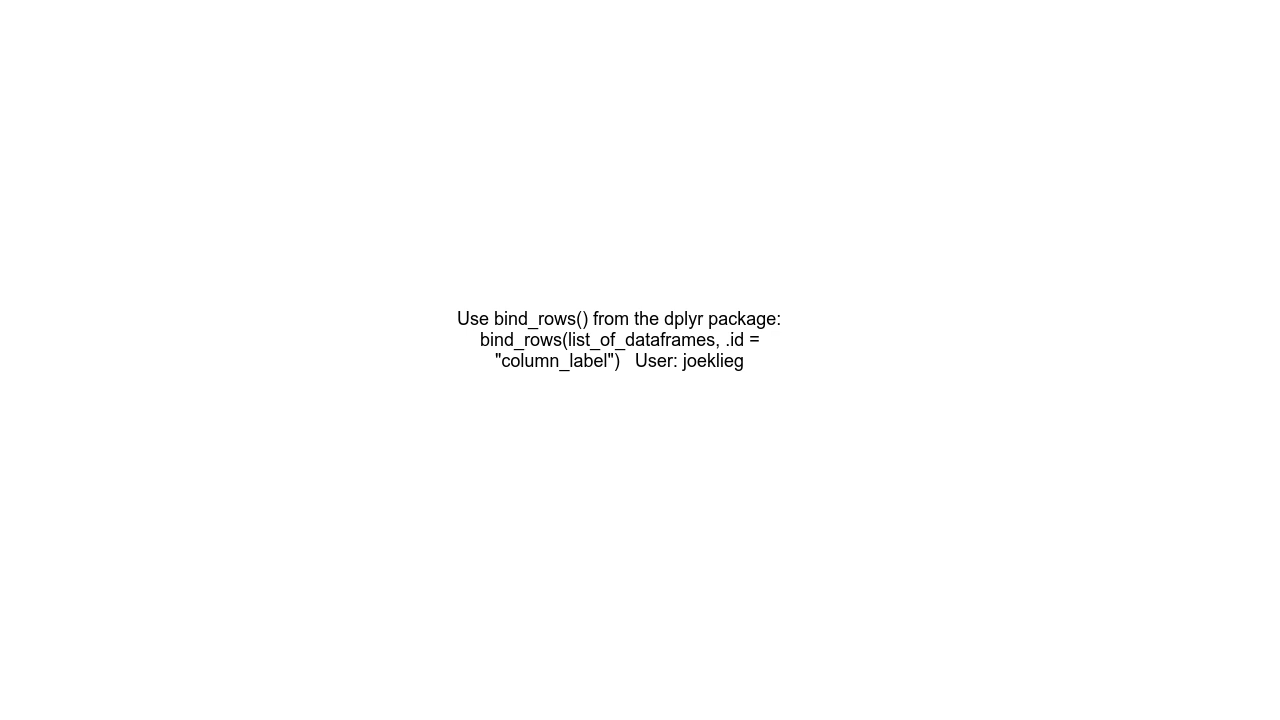 Use bind_rows() from the dplyr package:
bind_rows(list_of_dataframes, .id =
"column_label")   User: joeklieg